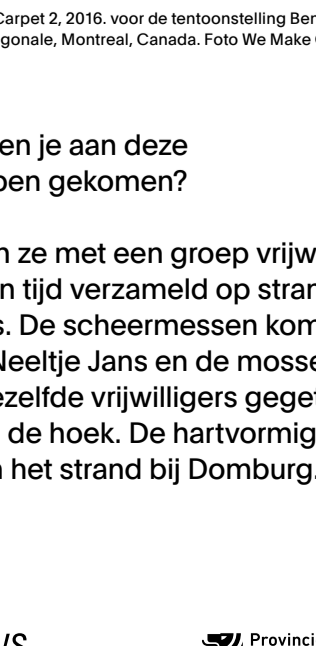 Carpet 2, 2016. voor de tentoonstelling Ben
gonale, Montreal, Canada. Foto We Make
en je aan deze
pen gekomen?
n ze met een groep vrijw
n tijd verzameld op stran
s. De scheermessen kom
Neeltje Jans en de mosse
ezelfde vrijwilligers geget
de hoek. De hartvormig
n het strand bij Domburg.
Provinci